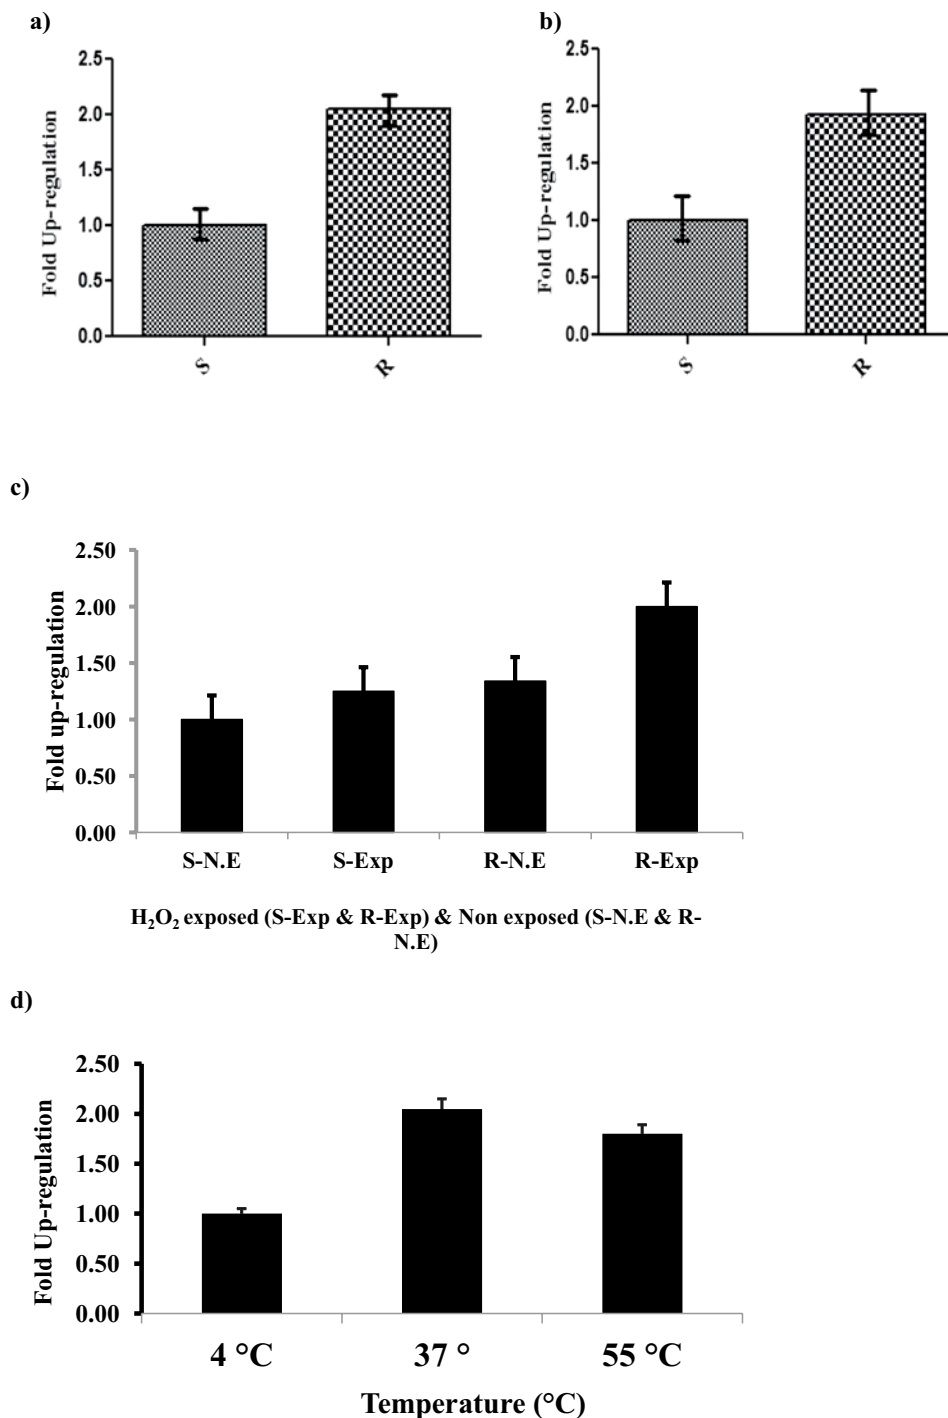 a)
Fold Up-regulation
2.5
2.0
1.5
1.0
0.5
0.0
S
R
b)
Fold Up-regulation
2.5
2.0
1.5
1.0
0.5
0.0
S
R
c)
Fold up-regulation
2.50
2.00
1.50
1.00
0.50
0.00
S-N.E
S-Exp
R-N.E
R-Exp
H₂O₂ exposed (S-Exp & R-Exp) & Non exposed (S-N.E & R-
N.E)
d)
Fold Up-regulation
2.50
2.00
1.50
1.00
0.50
0.00
4 °C
37 °
55 °C
Temperature (°C)